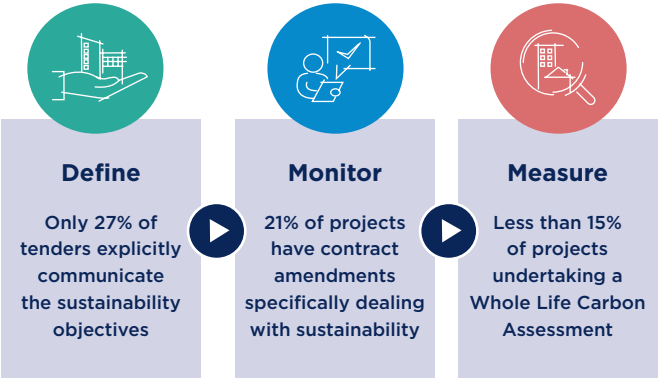 Define
Only 27% of
tenders explicitly
communicate
the sustainability
objectives
Monitor
21% of projects
have contract
amendments
specifically dealing
with sustainability
Measure
Less than 15%
of projects
undertaking a
Whole Life Carbon
Assessment